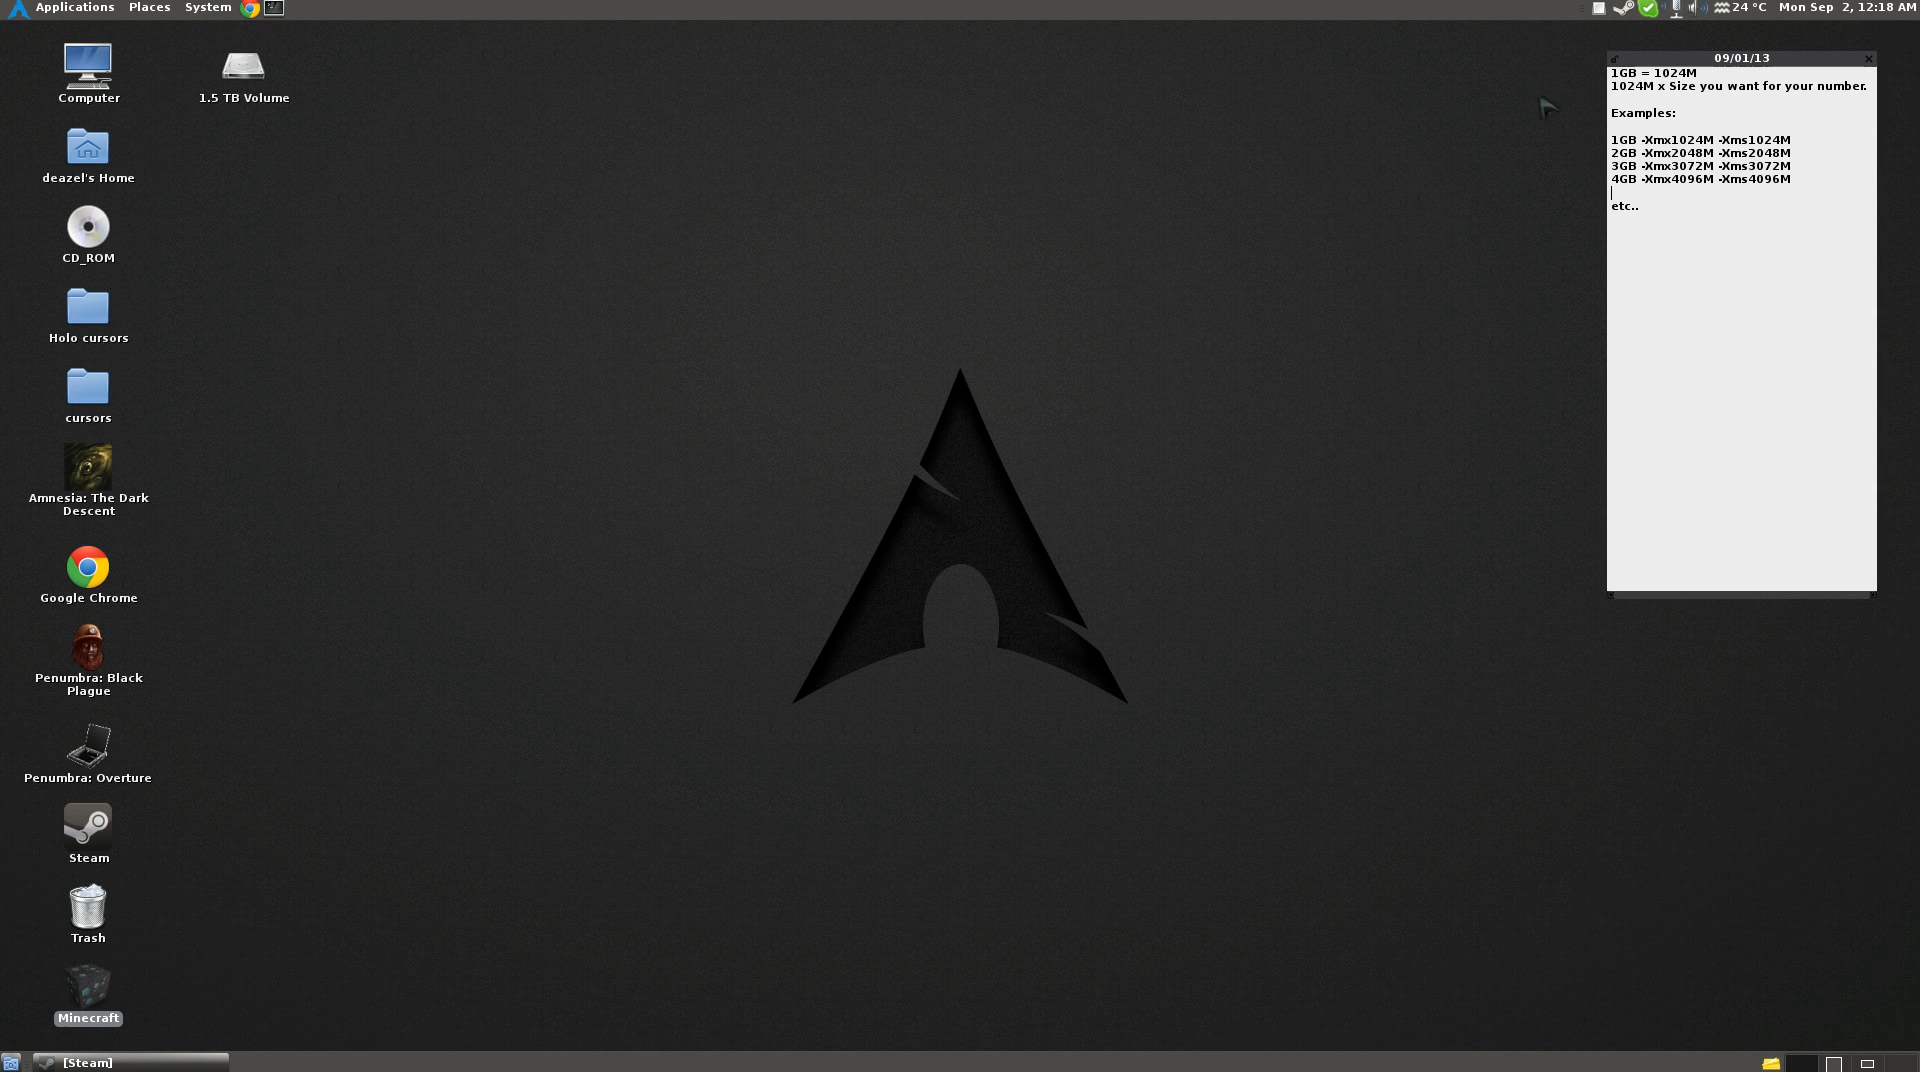 Applications Places System
24 °C Mon Sep 2, 12:18 AM
Computer
1.5 TB Volume
deazel's Home
CD_ROM
Holo cursors
cursors
Amnesia: The Dark
Descent
Google Chrome
Penumbra: Black
Plague
Penumbra: Overture
Steam
Trash
Minecraft
09/01/13
1GB = 1024M
1024M x Size you want for your number.
Examples:
1GB -Xmx1024M -Xms1024M
2GB -Xmx2048M -Xms2048M
3GB -Xmx3072M -Xms3072M
4GB -Xmx4096M -Xms4096M
etc..
[Steam]